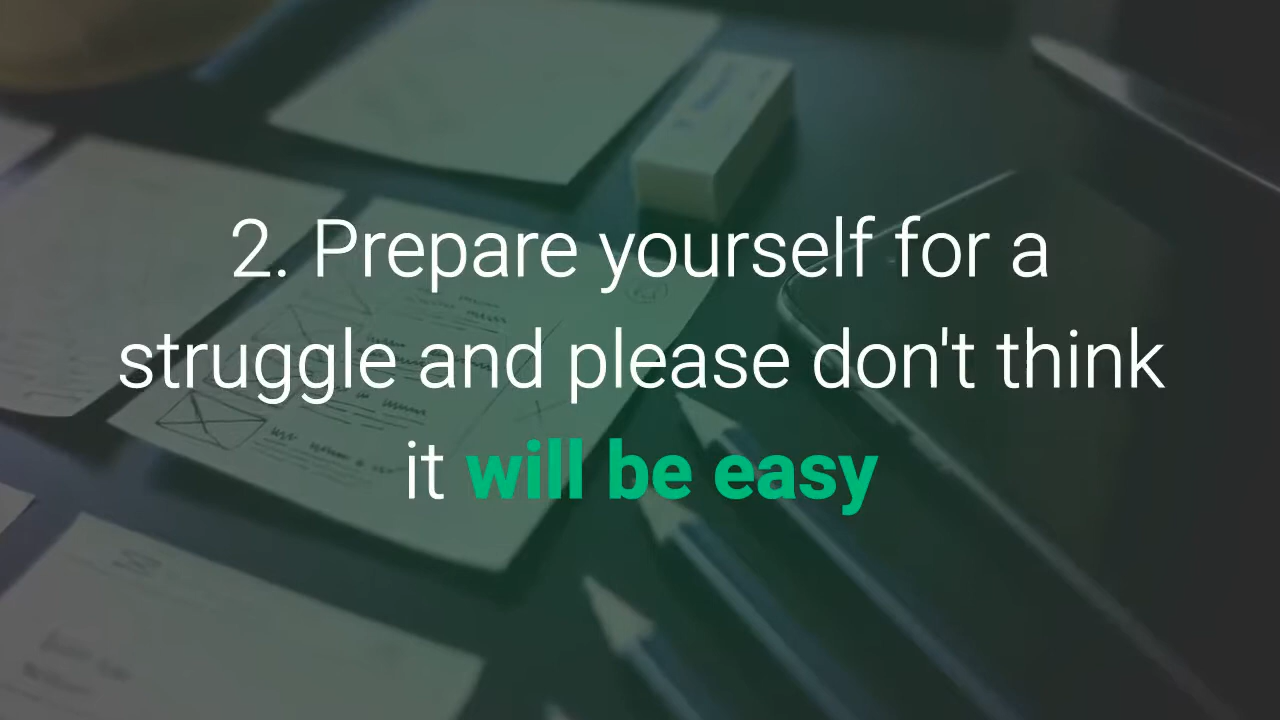 2. Prepare yourself for a
struggle and please don't think
it will be easy